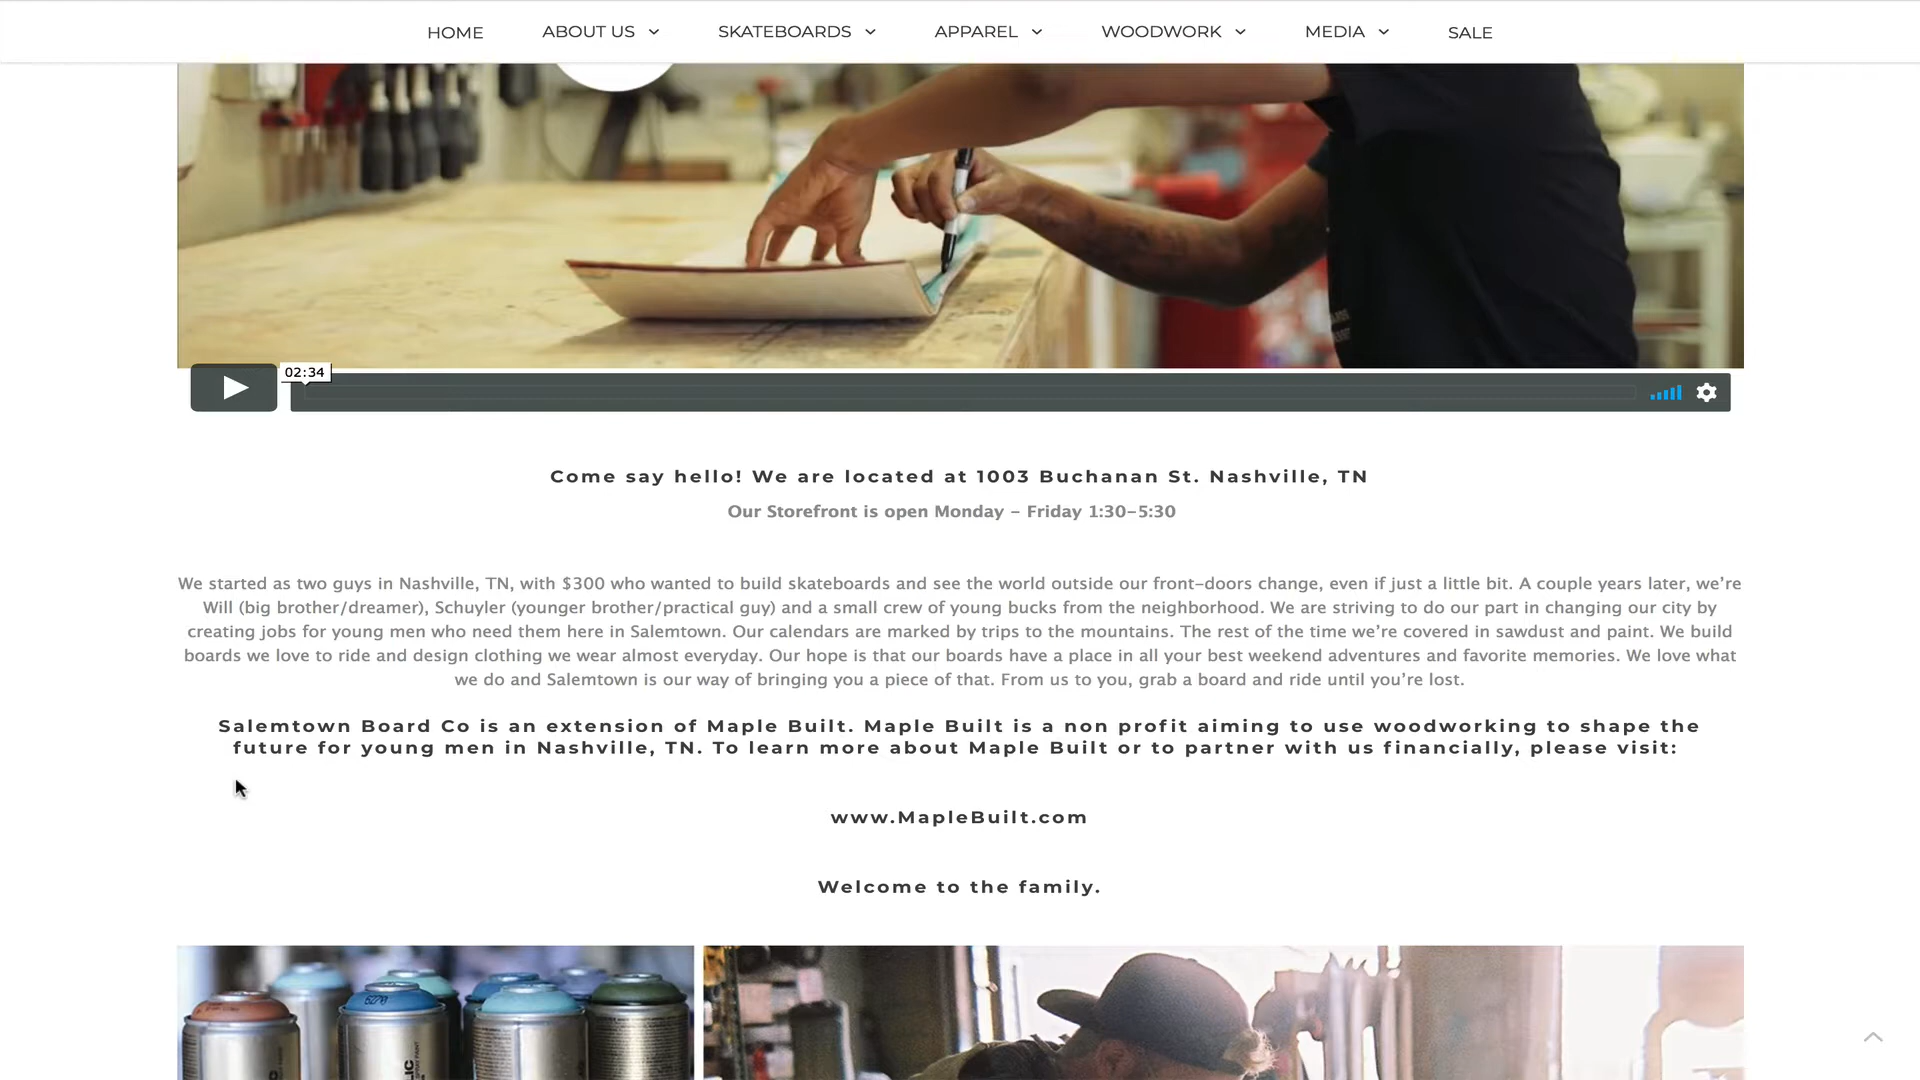 HOME ABOUT US SKATEBOARDS APPAREL WOODWORK MEDIA SALE
02:34
Come say hello! We are located at 1003 Buchanan St. Nashville, TN
Our Storefront is open Monday – Friday 1:30–5:30
We started as two guys in Nashville, TN, with $300 who wanted to build skateboards and see the world outside our front–doors change, even if just a little bit. A couple years later, we’re
Will (big brother/dreamer), Schuyler (younger brother/practical guy) and a small crew of young bucks from the neighborhood. We are striving to do our part in changing our city by
creating jobs for young men who need them here in Salemtown. Our calendars are marked by trips to the mountains. The rest of the time we’re covered in sawdust and paint. We build
boards we love to ride and design clothing we wear almost everyday. Our hope is that our boards have a place in all your best weekend adventures and favorite memories. We love what
we do and Salemtown is our way of bringing you a piece of that. From us to you, grab a board and ride until you’re lost.
Salemtown Board Co is an extension of Maple Built. Maple Built is a non profit aiming to use woodworking to shape the
future for young men in Nashville, TN. To learn more about Maple Built or to partner with us financially, please visit:
www.MapleBuilt.com
Welcome to the family.